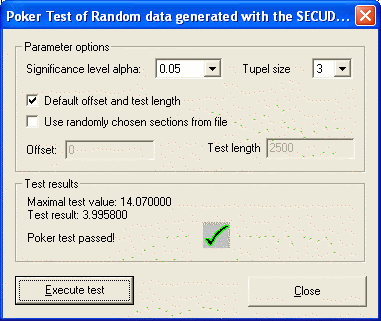 Poker Test of Random data generated with the SECUD...
Parameter options
Significance level alpha: 0.05 Tupel size 3
Default offset and test length
Use randomly chosen sections from file
Offset: 0 Test length 2500
Test results
Maximal test value: 14.070000
Test result: 3.995800
Poker test passed!
Execute test Close